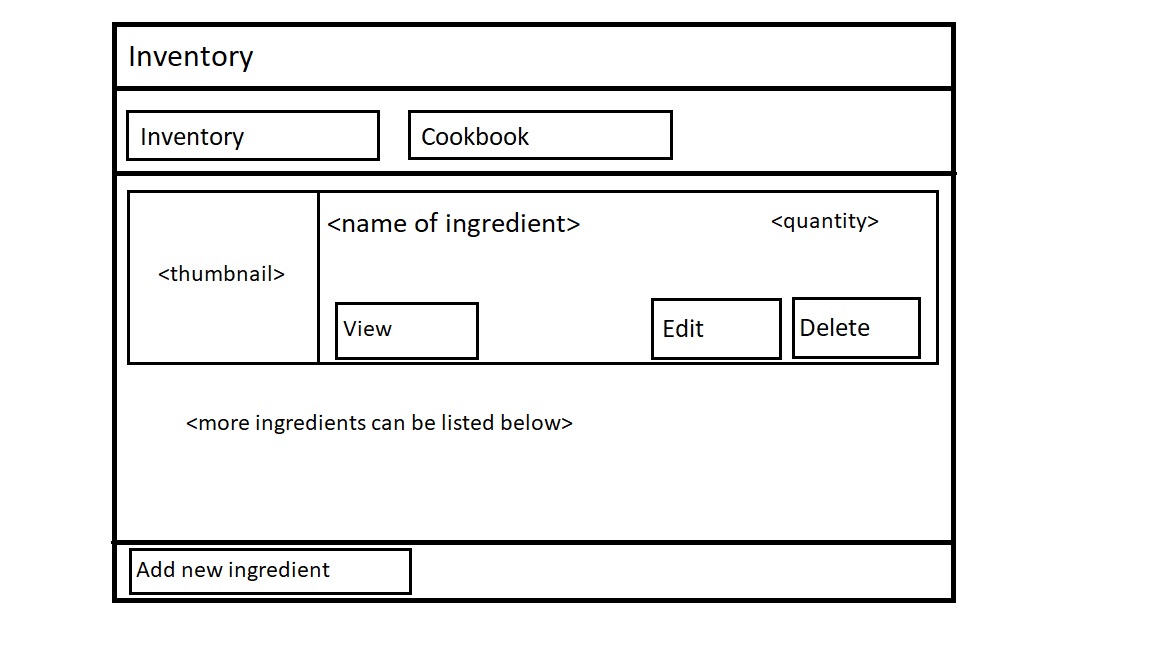 Inventory
Inventory
Cookbook
<name of ingredient>
<quantity>
<thumbnail>
View
Edit
Delete
<more ingredients can be listed below>
Add new ingredient